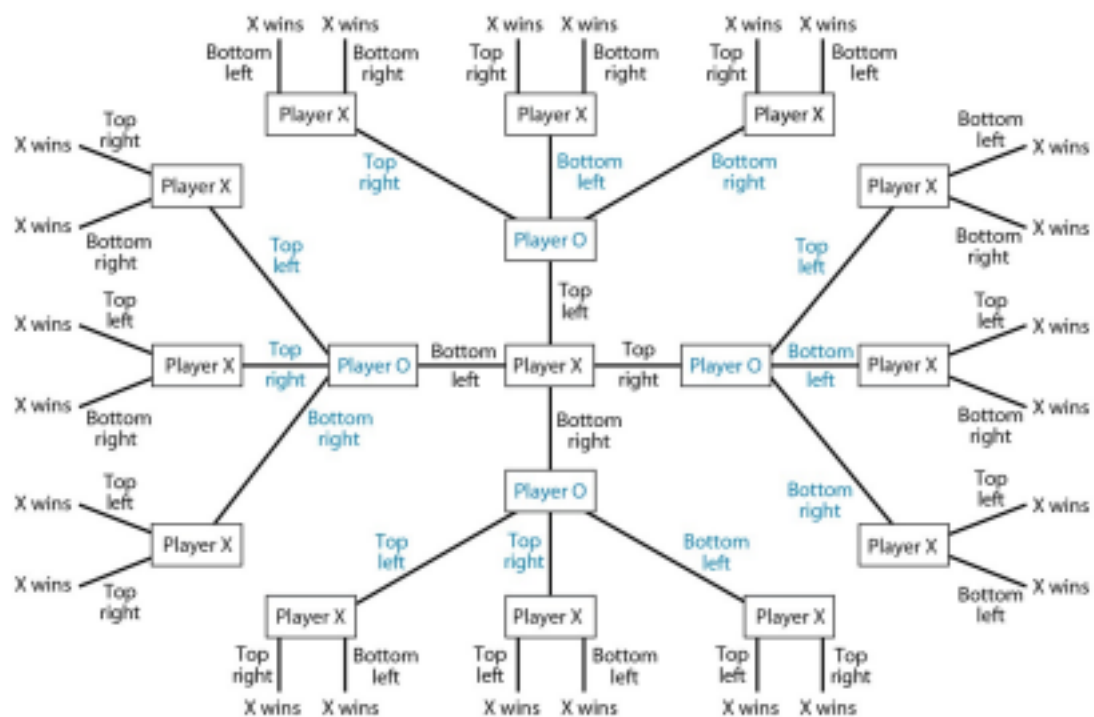 X wins X wins X wins X wins X wins X wins
Bottom left
Bottom right
Top right
Bottom right
Top right
Bottom left
Player X
Player X
Player X
Top right
Bottom left
Bottom right
Player O
Top left
X wins
Top right
Player X
X wins
Bottom right
Top left
X wins
Top left
Player X
Top right
X wins
Bottom right
Bottom right
X wins
Top left
Player X
X wins
Top right
Player O
Bottom left
Player X
Top right
Player O
Top left
Player X
Bottom left
X wins
Bottom right
X wins
Bottom left
Player X
Top left
X wins
Bottom right
X wins
Bottom right
Player X
Top left
X wins
Bottom left
X wins
Bottom right
Player O
Top left
Top right
Bottom left
Player X
Player X
Player X
Top right
Bottom left
Top left
Bottom left
Top left
Top right
X wins X wins X wins X wins X wins X wins